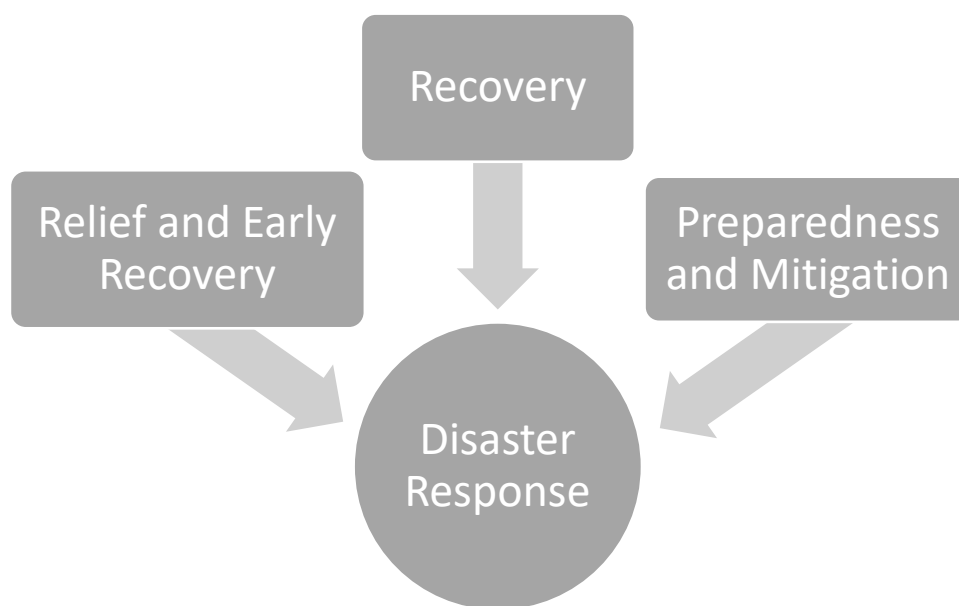 Recovery
Relief and Early
Recovery
Preparedness
and Mitigation
Disaster
Response